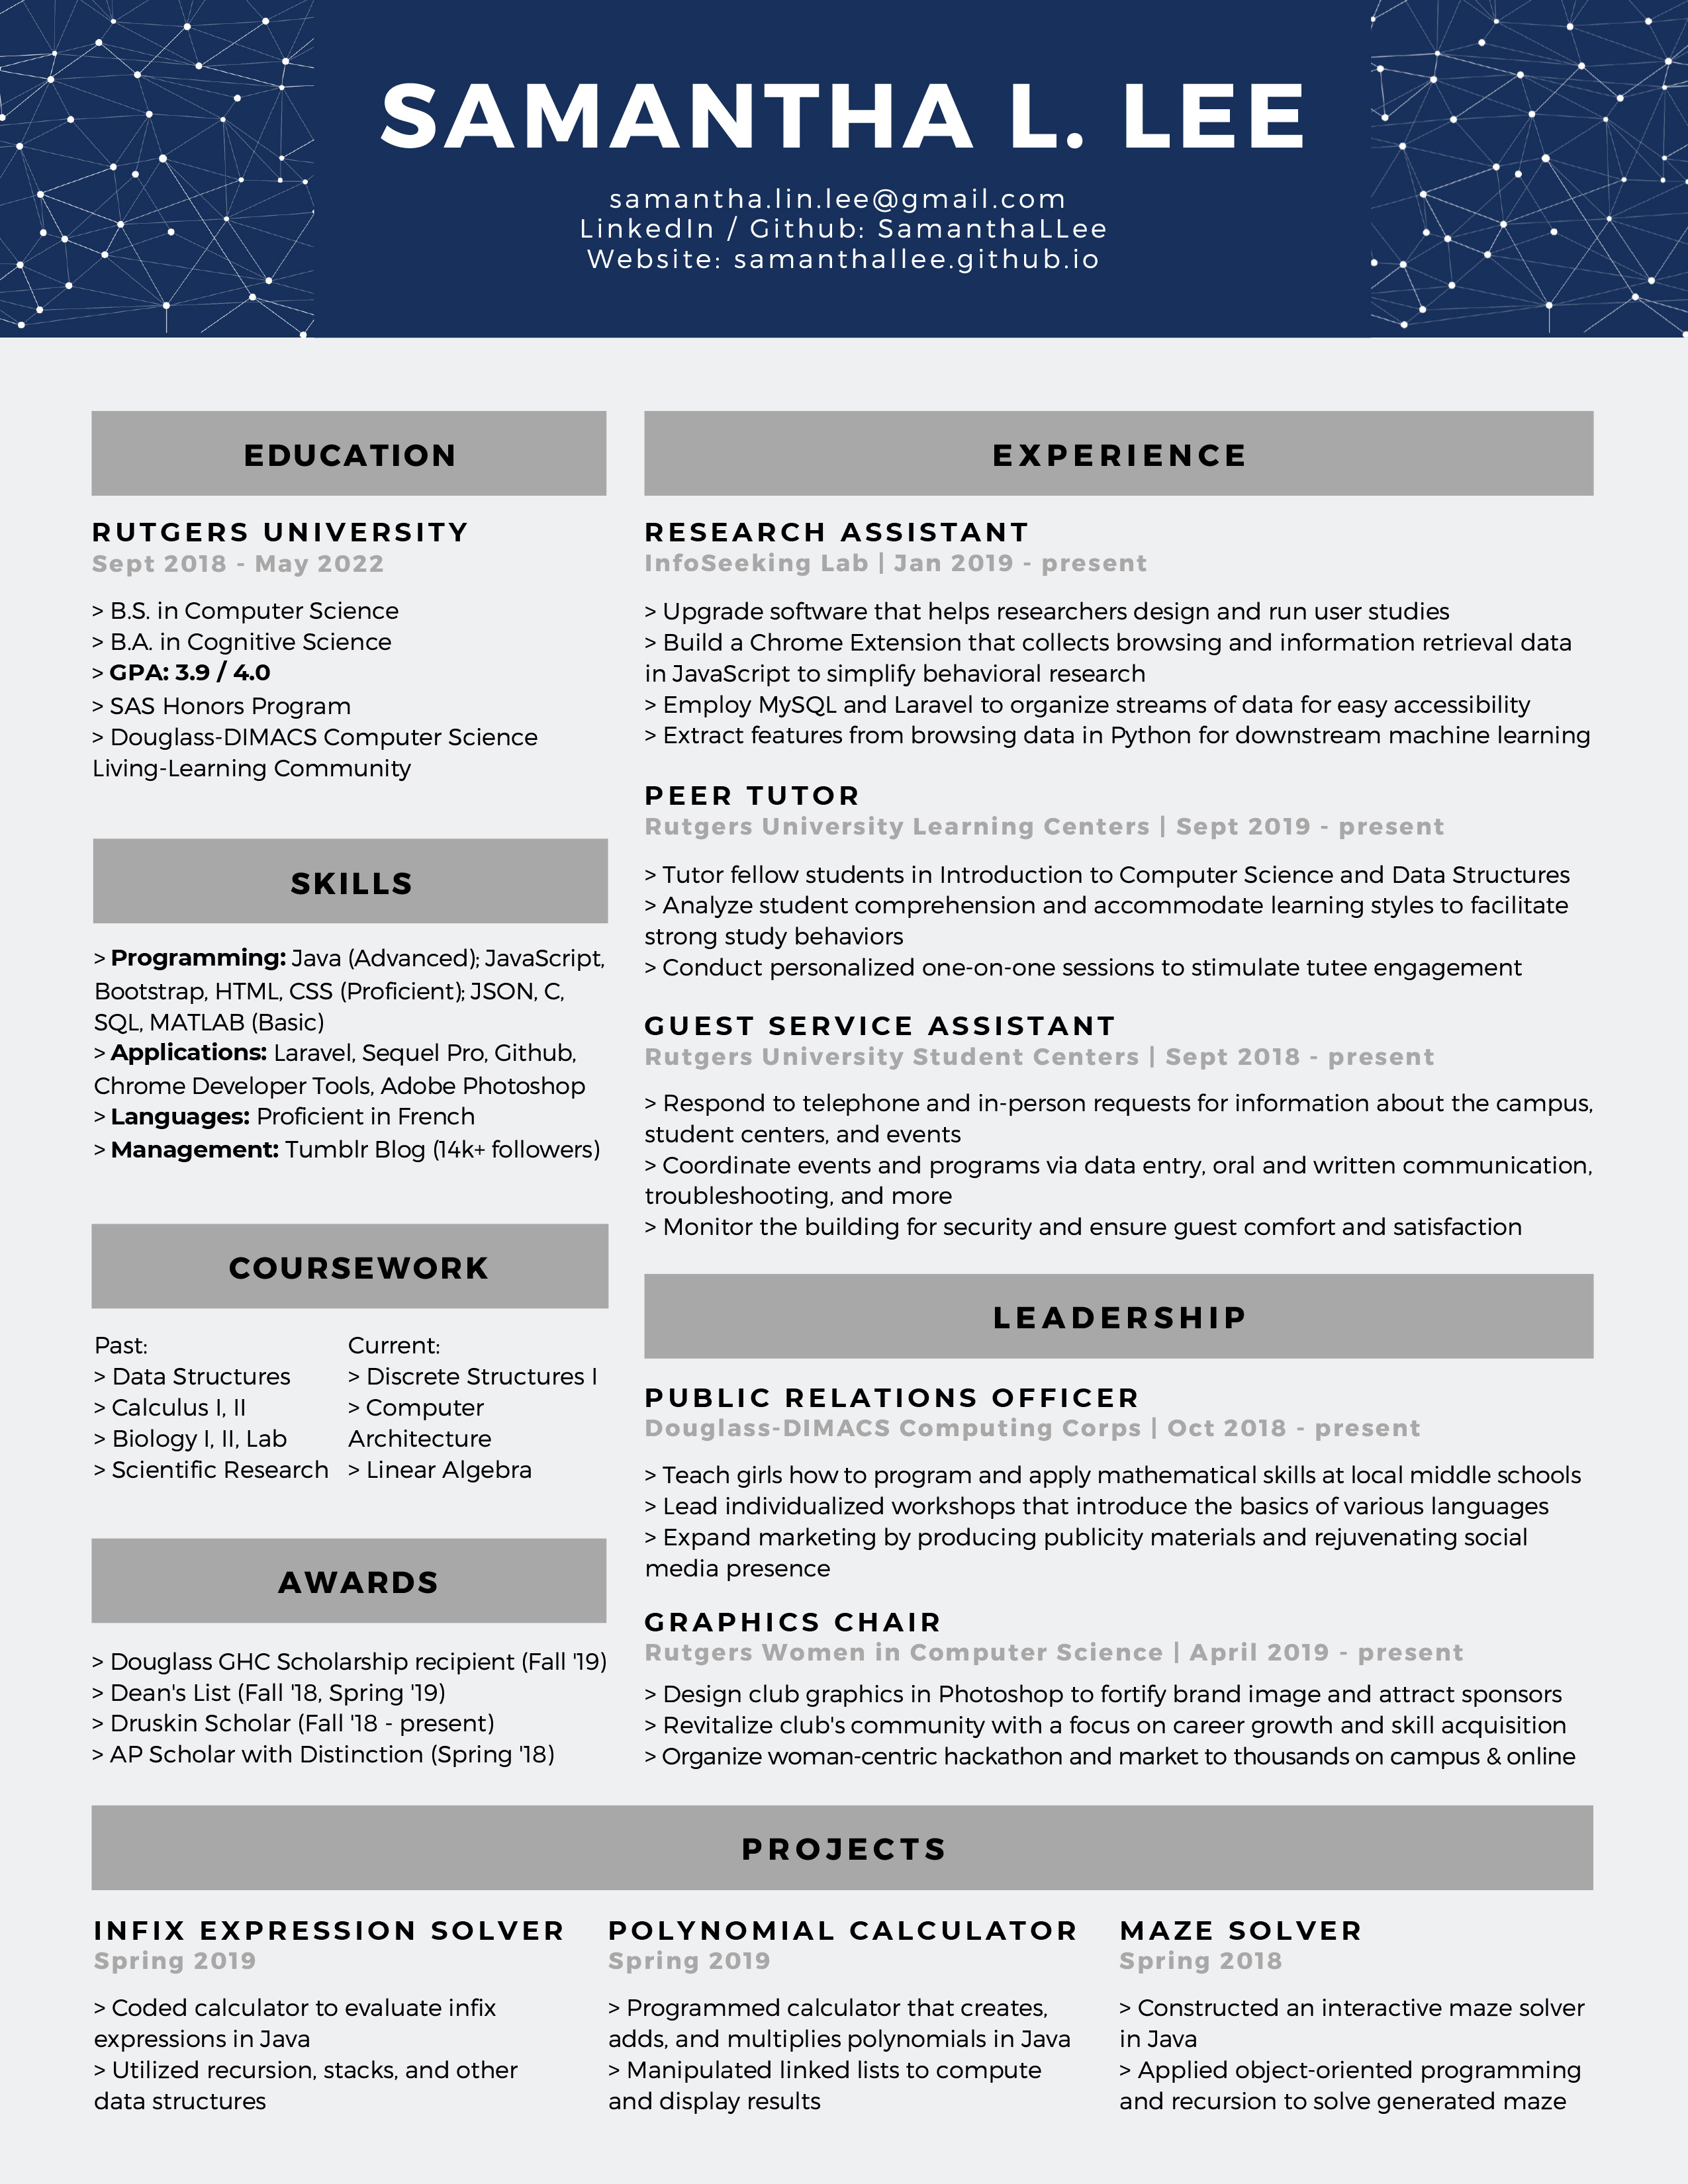 SAMANTHA L. LEE
samantha.lin.lee@gmail.com
LinkedIn / Github: SamanthaLLee
Website: samanthallee.github.io
EDUCATION
RUTGERS UNIVERSITY
Sept 2018 - May 2022
> B.S. in Computer Science
> B.A. in Cognitive Science
> GPA: 3.9 / 4.0
> SAS Honors Program
> Douglass-DIMACS Computer Science
Living-Learning Community
SKILLS
> Programming: Java (Advanced); JavaScript,
Bootstrap, HTML, CSS (Proficient); JSON, C,
SQL, MATLAB (Basic)
> Applications: Laravel, Sequel Pro, Github,
Chrome Developer Tools, Adobe Photoshop
> Languages: Proficient in French
> Management: Tumblr Blog (14k+ followers)
COURSEWORK
Past:
> Data Structures
> Calculus I, II
> Biology I, II, Lab
> Scientific Research
Current:
> Discrete Structures I
> Computer
Architecture
> Linear Algebra
AWARDS
> Douglass GHC Scholarship recipient (Fall '19)
> Dean's List (Fall '18, Spring '19)
> Druskin Scholar (Fall '18 - present)
> AP Scholar with Distinction (Spring '18)
EXPERIENCE
RESEARCH ASSISTANT
InfoSeeking Lab | Jan 2019 - present
> Upgrade software that helps researchers design and run user studies
> Build a Chrome Extension that collects browsing and information retrieval data
in JavaScript to simplify behavioral research
> Employ MySQL and Laravel to organize streams of data for easy accessibility
> Extract features from browsing data in Python for downstream machine learning
PEER TUTOR
Rutgers University Learning Centers | Sept 2019 - present
> Tutor fellow students in Introduction to Computer Science and Data Structures
> Analyze student comprehension and accommodate learning styles to facilitate
strong study behaviors
> Conduct personalized one-on-one sessions to stimulate tutee engagement
GUEST SERVICE ASSISTANT
Rutgers University Student Centers | Sept 2018 - present
> Respond to telephone and in-person requests for information about the campus,
student centers, and events
> Coordinate events and programs via data entry, oral and written communication,
troubleshooting, and more
> Monitor the building for security and ensure guest comfort and satisfaction
LEADERSHIP
PUBLIC RELATIONS OFFICER
Douglass-DIMACS Computing Corps | Oct 2018 - present
> Teach girls how to program and apply mathematical skills at local middle schools
> Lead individualized workshops that introduce the basics of various languages
> Expand marketing by producing publicity materials and rejuvenating social
media presence
GRAPHICS CHAIR
Rutgers Women in Computer Science | April 2019 - present
> Design club graphics in Photoshop to fortify brand image and attract sponsors
> Revitalize club's community with a focus on career growth and skill acquisition
> Organize woman-centric hackathon and market to thousands on campus & online
PROJECTS
INFIX EXPRESSION SOLVER
Spring 2019
> Coded calculator to evaluate infix
expressions in Java
> Utilized recursion, stacks, and other
data structures
POLYNOMIAL CALCULATOR
Spring 2019
> Programmed calculator that creates,
adds, and multiplies polynomials in Java
> Manipulated linked lists to compute
and display results
MAZE SOLVER
Spring 2018
> Constructed an interactive maze solver
in Java
> Applied object-oriented programming
and recursion to solve generated maze